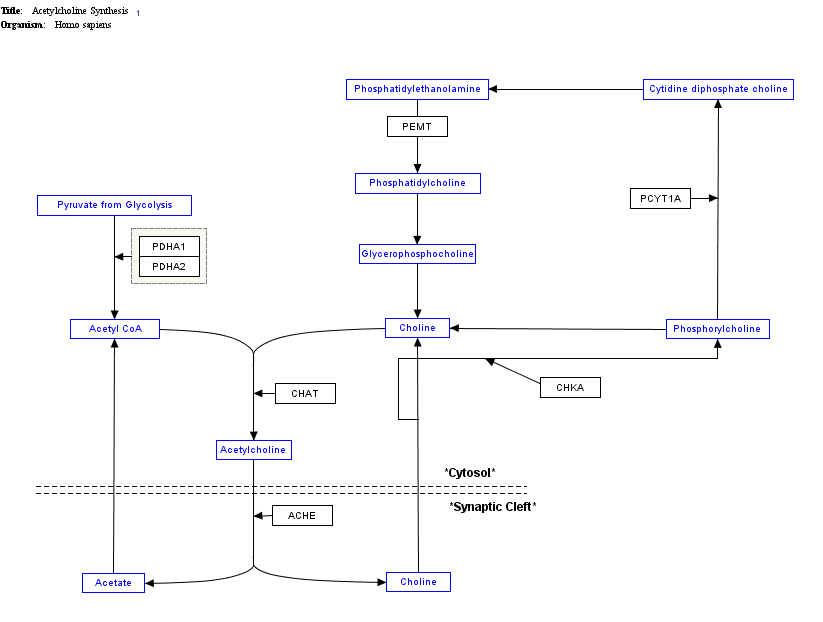 Title: Acetylcholine Synthesis 1
Organism: Homo sapiens
Phosphatidylethanolamine
Cytidine diphosphate choline
PEMT
Phosphatidylcholine
PCYT1A
Pyruvate from Glycolysis
PDHA1
PDHA2
Glycerophosphocholine
Acetyl CoA
Choline
Phosphorylcholine
CHAT
CHKA
Acetylcholine
*Cytosol*
*Synaptic Cleft*
ACHE
Acetate
Choline